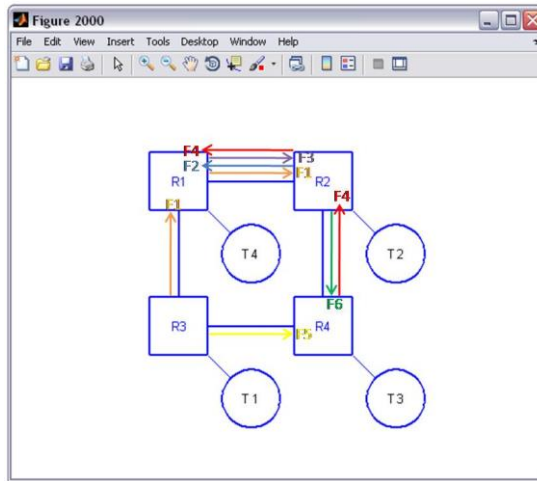 Figure 2000
File Edit View Insert Tools Desktop Window Help
F4
F2 F3
R1 F1 R2
F1 F4
T4 T2
F6
R3 F5 R4
T1 T3